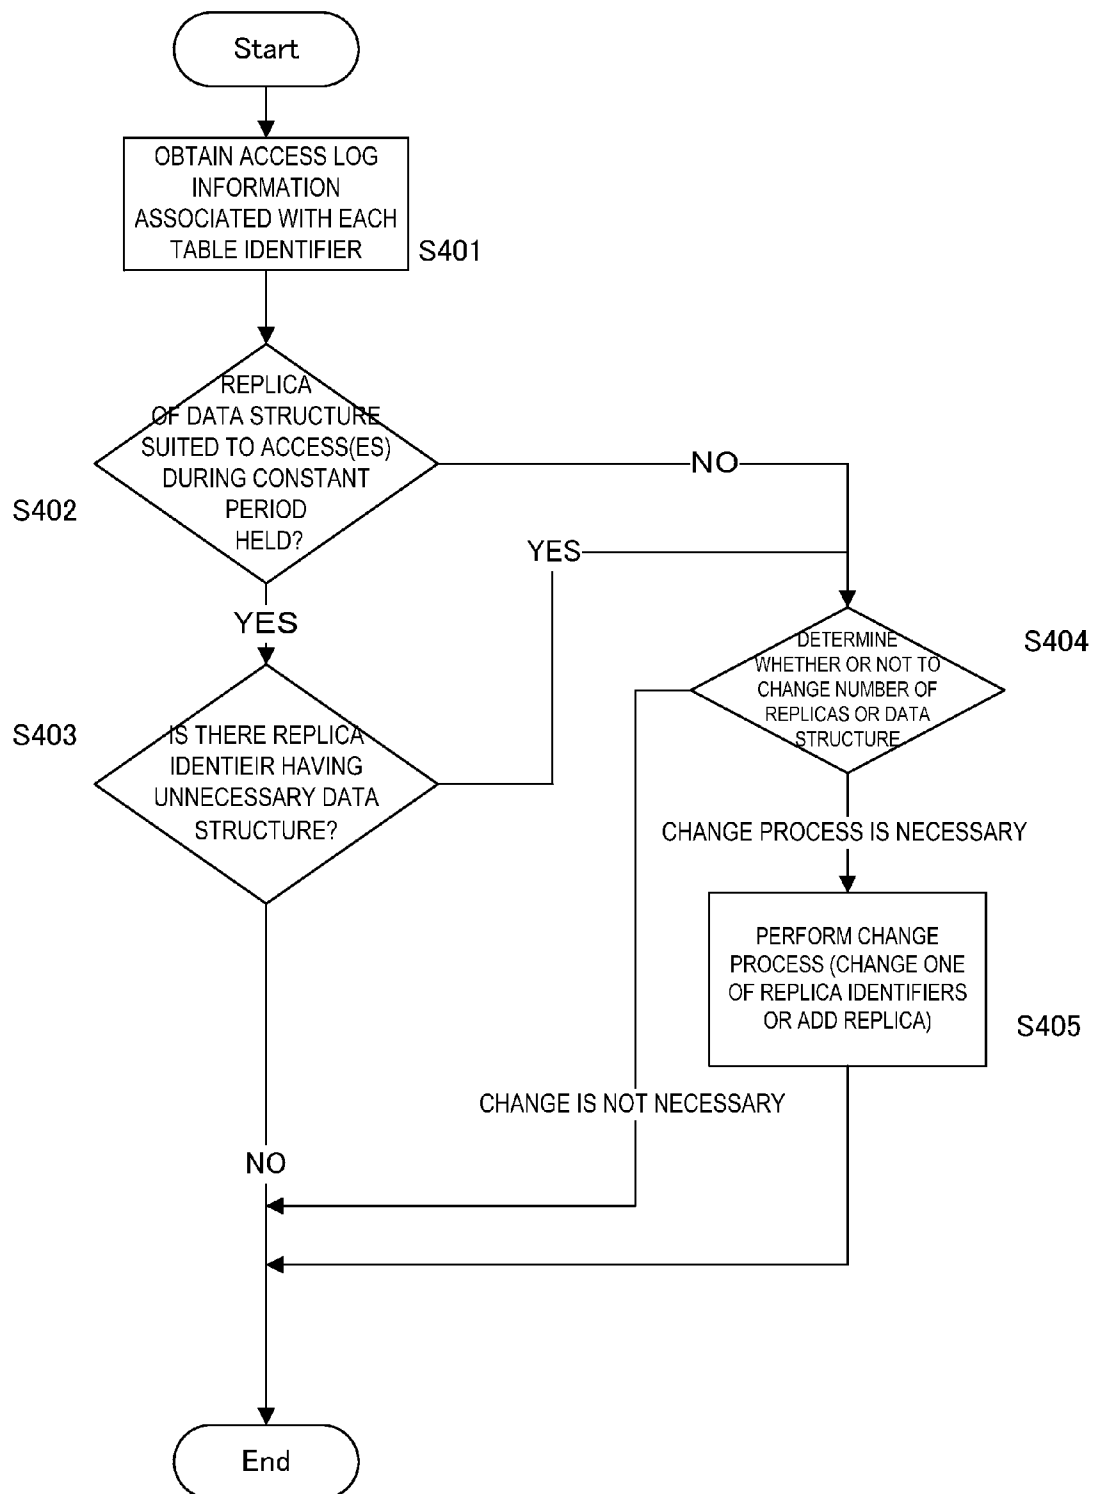 Start
OBTAIN ACCESS LOG
INFORMATION
ASSOCIATED WITH EACH
TABLE IDENTIFIER
S401
REPLICA
OF DATA STRUCTURE
SUITED TO ACCESS(ES)
DURING CONSTANT
PERIOD
HELD?
S402
NO
YES
YES
IS THERE REPLICA
IDENTIEIR HAVING
UNNECESSARY DATA
STRUCTURE?
S403
DETERMINE
WHETHER OR NOT TO
CHANGE NUMBER OF
REPLICAS OR DATA
STRUCTURE
S404
CHANGE PROCESS IS NECESSARY
PERFORM CHANGE
PROCESS (CHANGE ONE
OF REPLICA IDENTIFIERS
OR ADD REPLICA)
S405
CHANGE IS NOT NECESSARY
NO
End